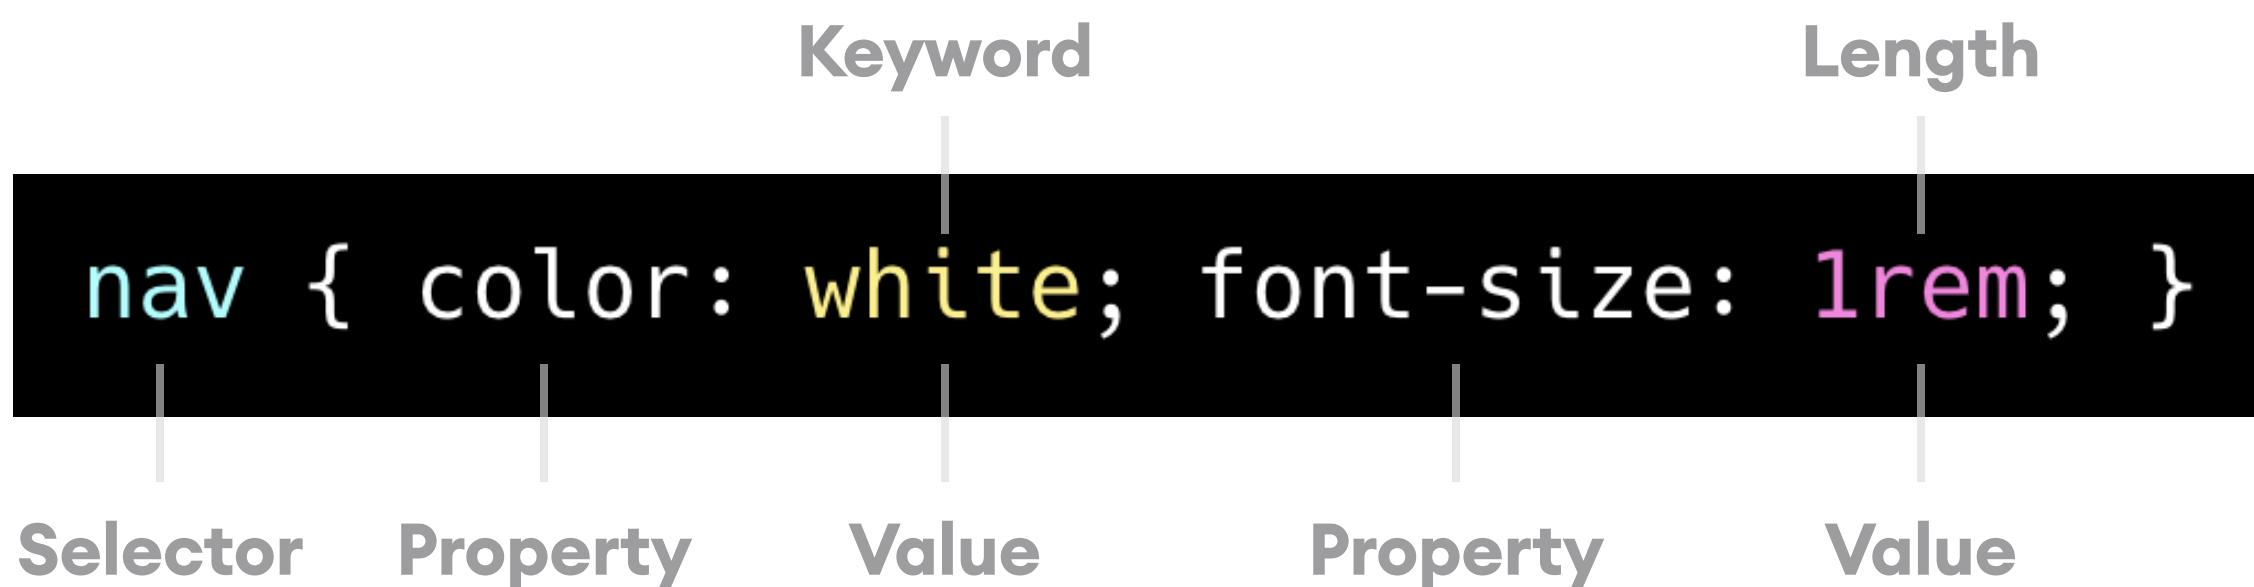 Keyword Length
nav { color: white; font-size: 1rem; }
Selector Property Value Property Value